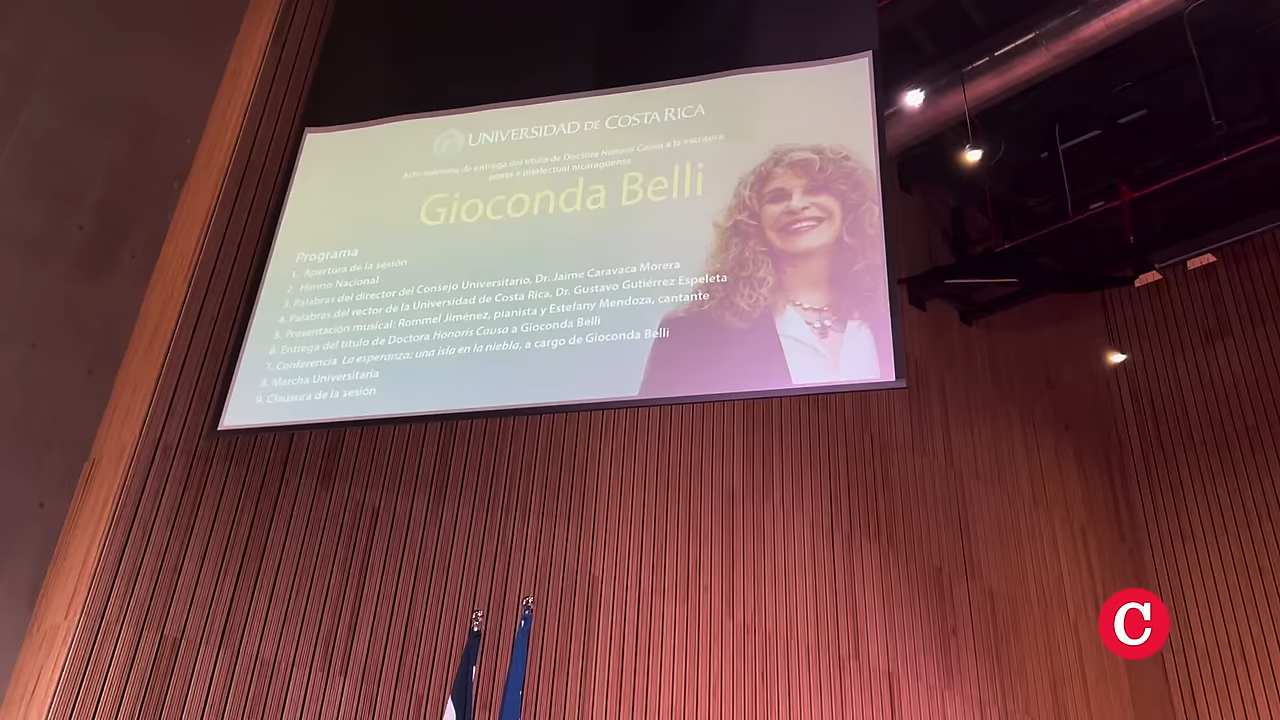 UNIVERSIDAD DE COSTA RICA
Acto solemne de entrega del título de Doctora Honoris Causa a la escritora,
poeta e intelectual nicaragüense
Gioconda Belli
Programa
1. Apertura de la sesión
2. Himno Nacional
3. Palabras del director del Consejo Universitario, Dr. Jaime Caravaca Morera
4. Palabras del rector de la Universidad de Costa Rica, Dr. Gustavo Gutiérrez Espeleta
5. Presentación musical: Rommel Jiménez, pianista y Estefany Mendoza, cantante
6. Entrega del título de Doctora Honoris Causa a Gioconda Belli
7. Conferencia La esperanza: una isla en la niebla, a cargo de Gioconda Belli
8. Marcha Universitaria
9. Clausura de la sesión
C